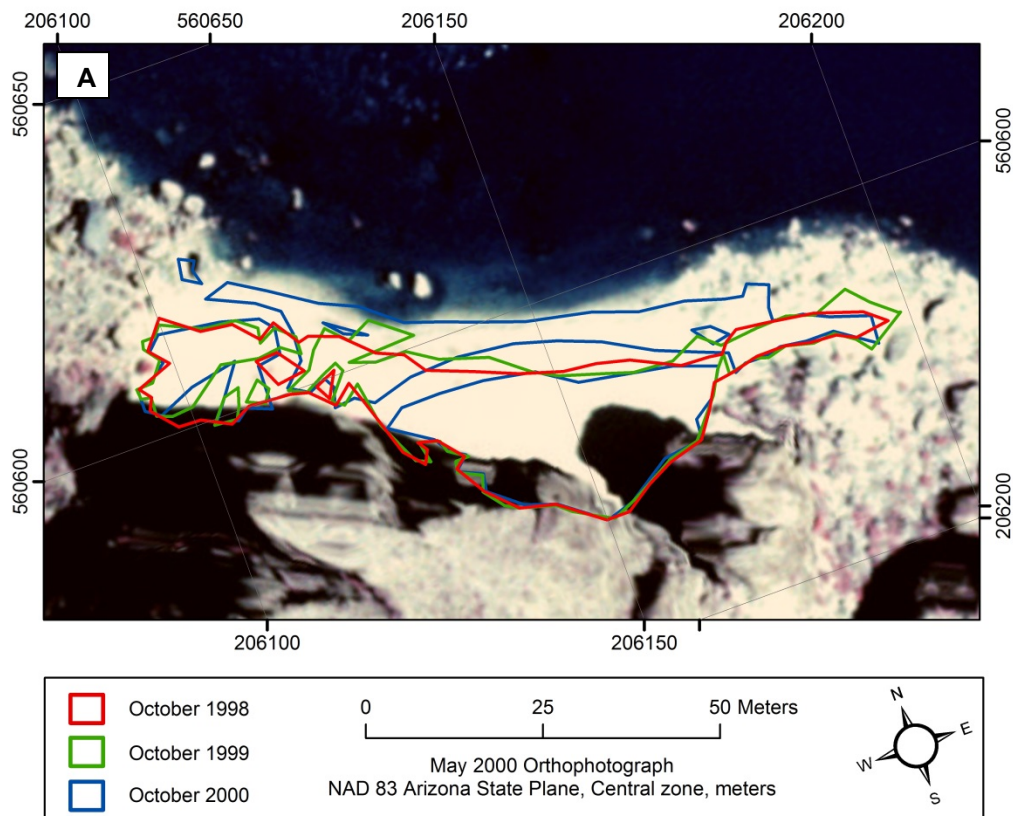 206100
560650
206150
206200
A
560650
560600
560600
206200
206100
206150
October 1998
October 1999
October 2000
0
25
50 Meters
May 2000 Orthophotograph
NAD 83 Arizona State Plane, Central zone, meters
N
E
W
S